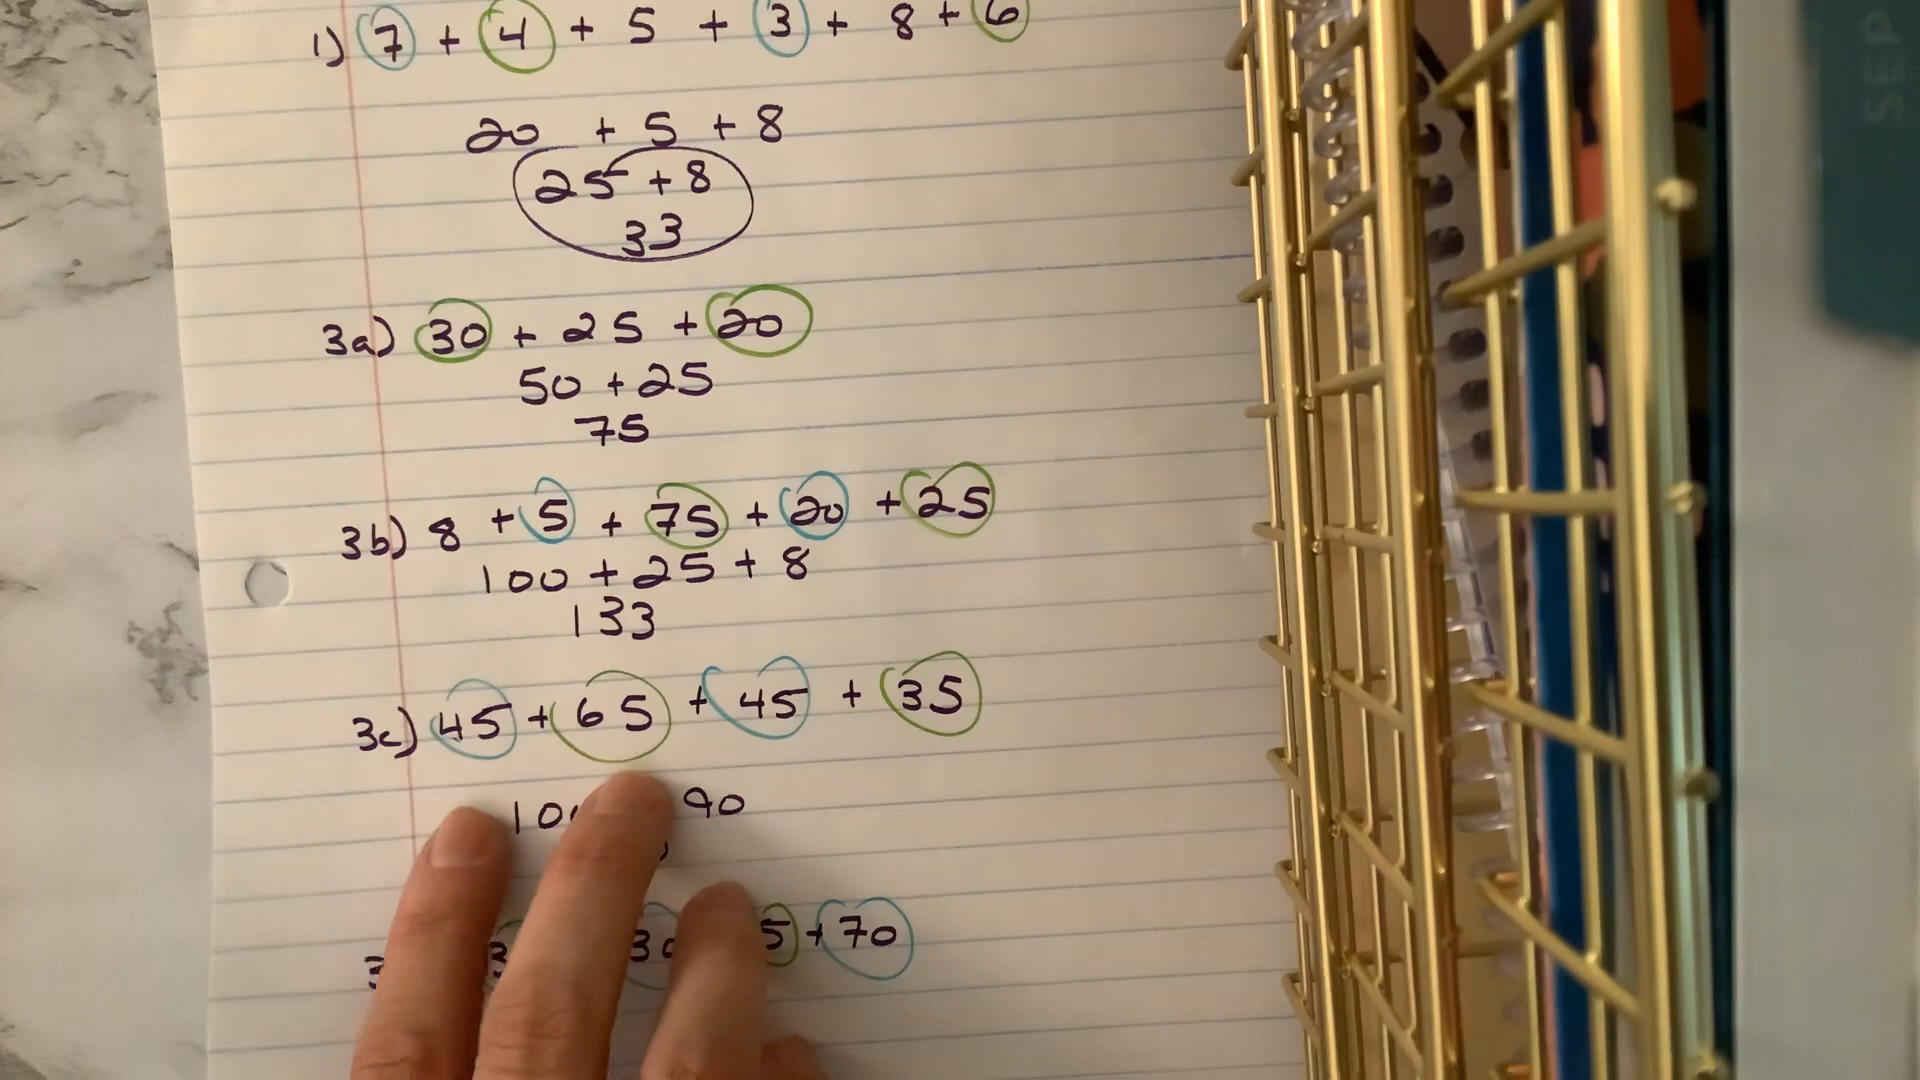 1) 7 + 4 + 5 + 3 + 8 + 6
20 + 5 + 8
25 + 8
33
3a) 30 + 25 + 20
50 + 25
75
3b) 8 + 5 + 75 + 20 + 25
100 + 25 + 8
133
3c) 45 + 65 + 45 + 35
90
+ 70
SEP